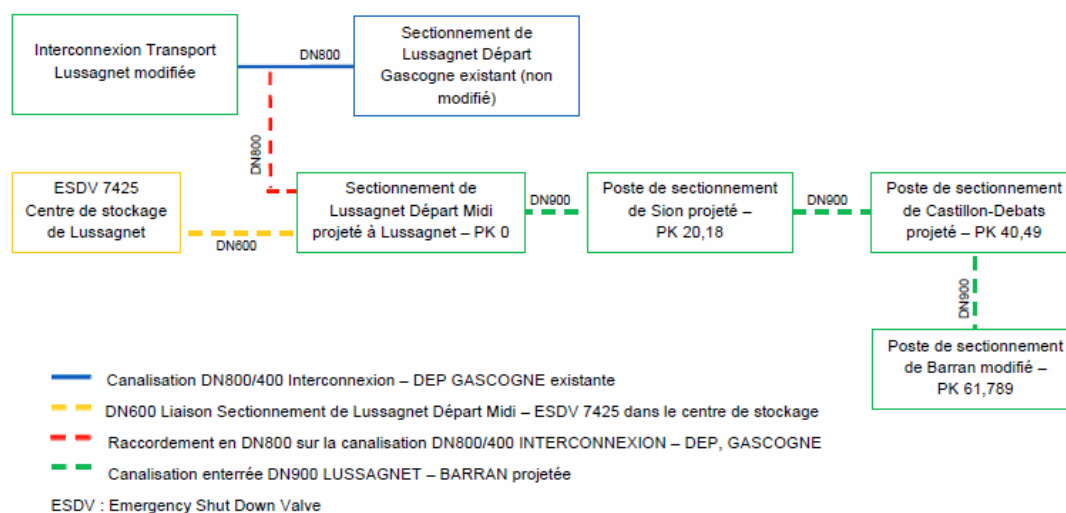 Interconnexion Transport
Lussagnet modifiée
DN800
Sectionnement de
Lussagnet Départ
Gascogne existant (non
modifié)
DN800
ESDV 7425
Centre de stockage
de Lussagnet
DN600
Sectionnement de
Lussagnet Départ Midi
projeté à Lussagnet – PK 0
DN900
Poste de sectionnement
de Sion projeté –
PK 20,18
DN900
Poste de sectionnement
de Castillon-Debats
projeté – PK 40,49
DN900
Poste de sectionnement
de Barran modifié –
PK 61,789
Canalisation DN800/400 Interconnexion – DEP GASCOGNE existante
DN600 Liaison Sectionnement de Lussagnet Départ Midi – ESDV 7425 dans le centre de stockage
Raccordement en DN800 sur la canalisation DN800/400 INTERCONNEXION – DEP, GASCOGNE
Canalisation enterrée DN900 LUSSAGNET – BARRAN projetée
ESDV : Emergency Shut Down Valve